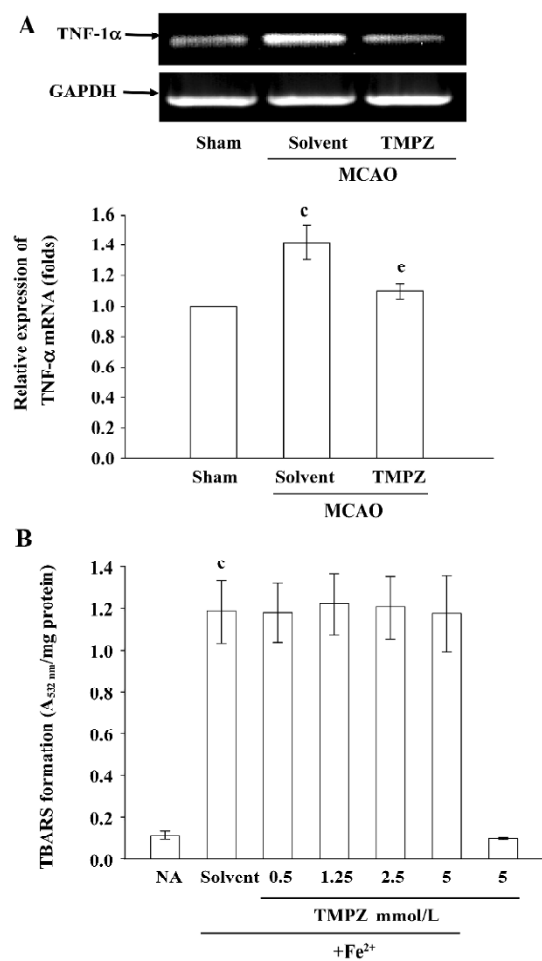 A
TNF-1α
GAPDH
Sham Solvent TMPZ
MCAO
Relative expression of
TNF-α mRNA (folds)
1.6
1.4
1.2
1.0
0.8
0.6
0.4
0.2
0.0
c
e
Sham Solvent TMPZ
MCAO
B
TBARS formation (A532 nm/mg protein)
1.4
1.2
1.0
0.8
0.6
0.4
0.2
0.0
c
NA Solvent 0.5 1.25 2.5 5 5
TMPZ mmol/L
+Fe2+